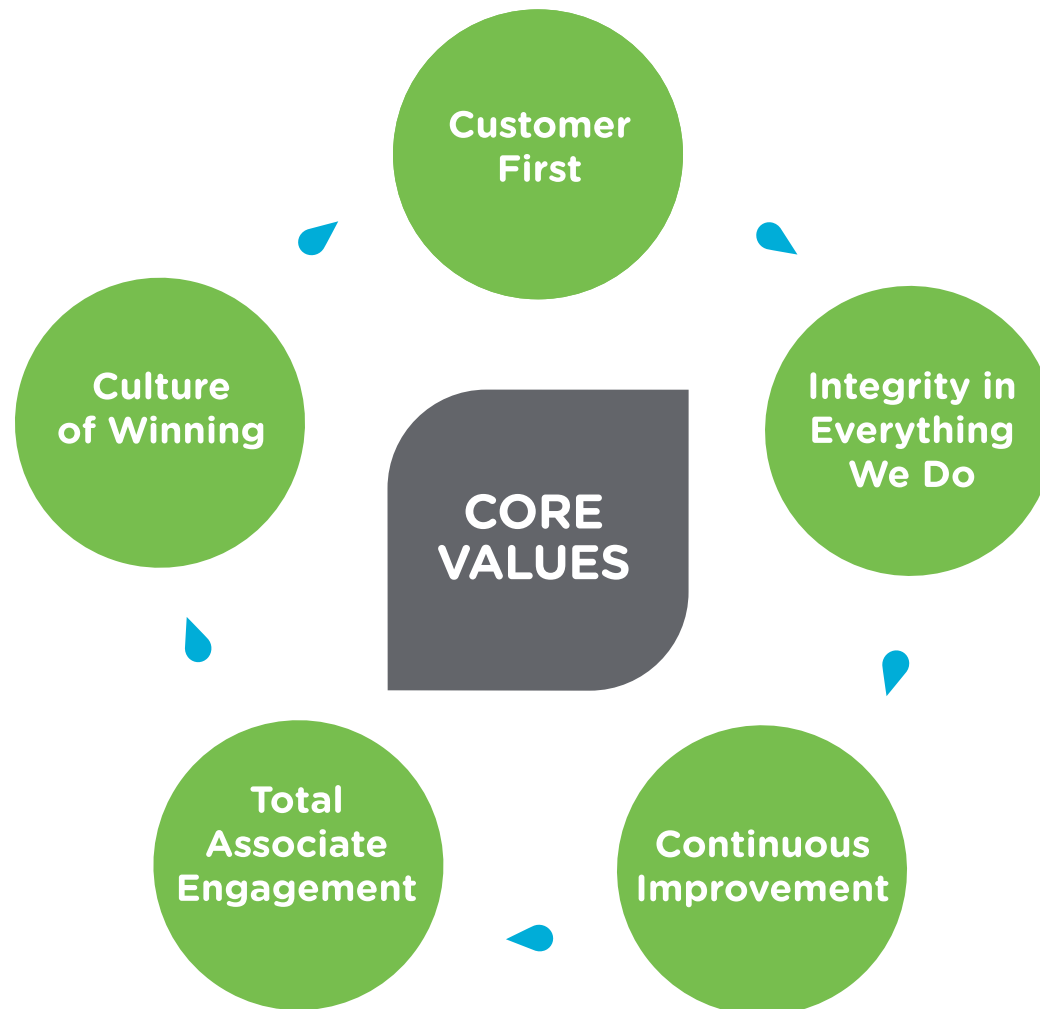 Customer
First
Integrity in
Everything
We Do
Continuous
Improvement
Total
Associate
Engagement
Culture
of Winning
CORE
VALUES